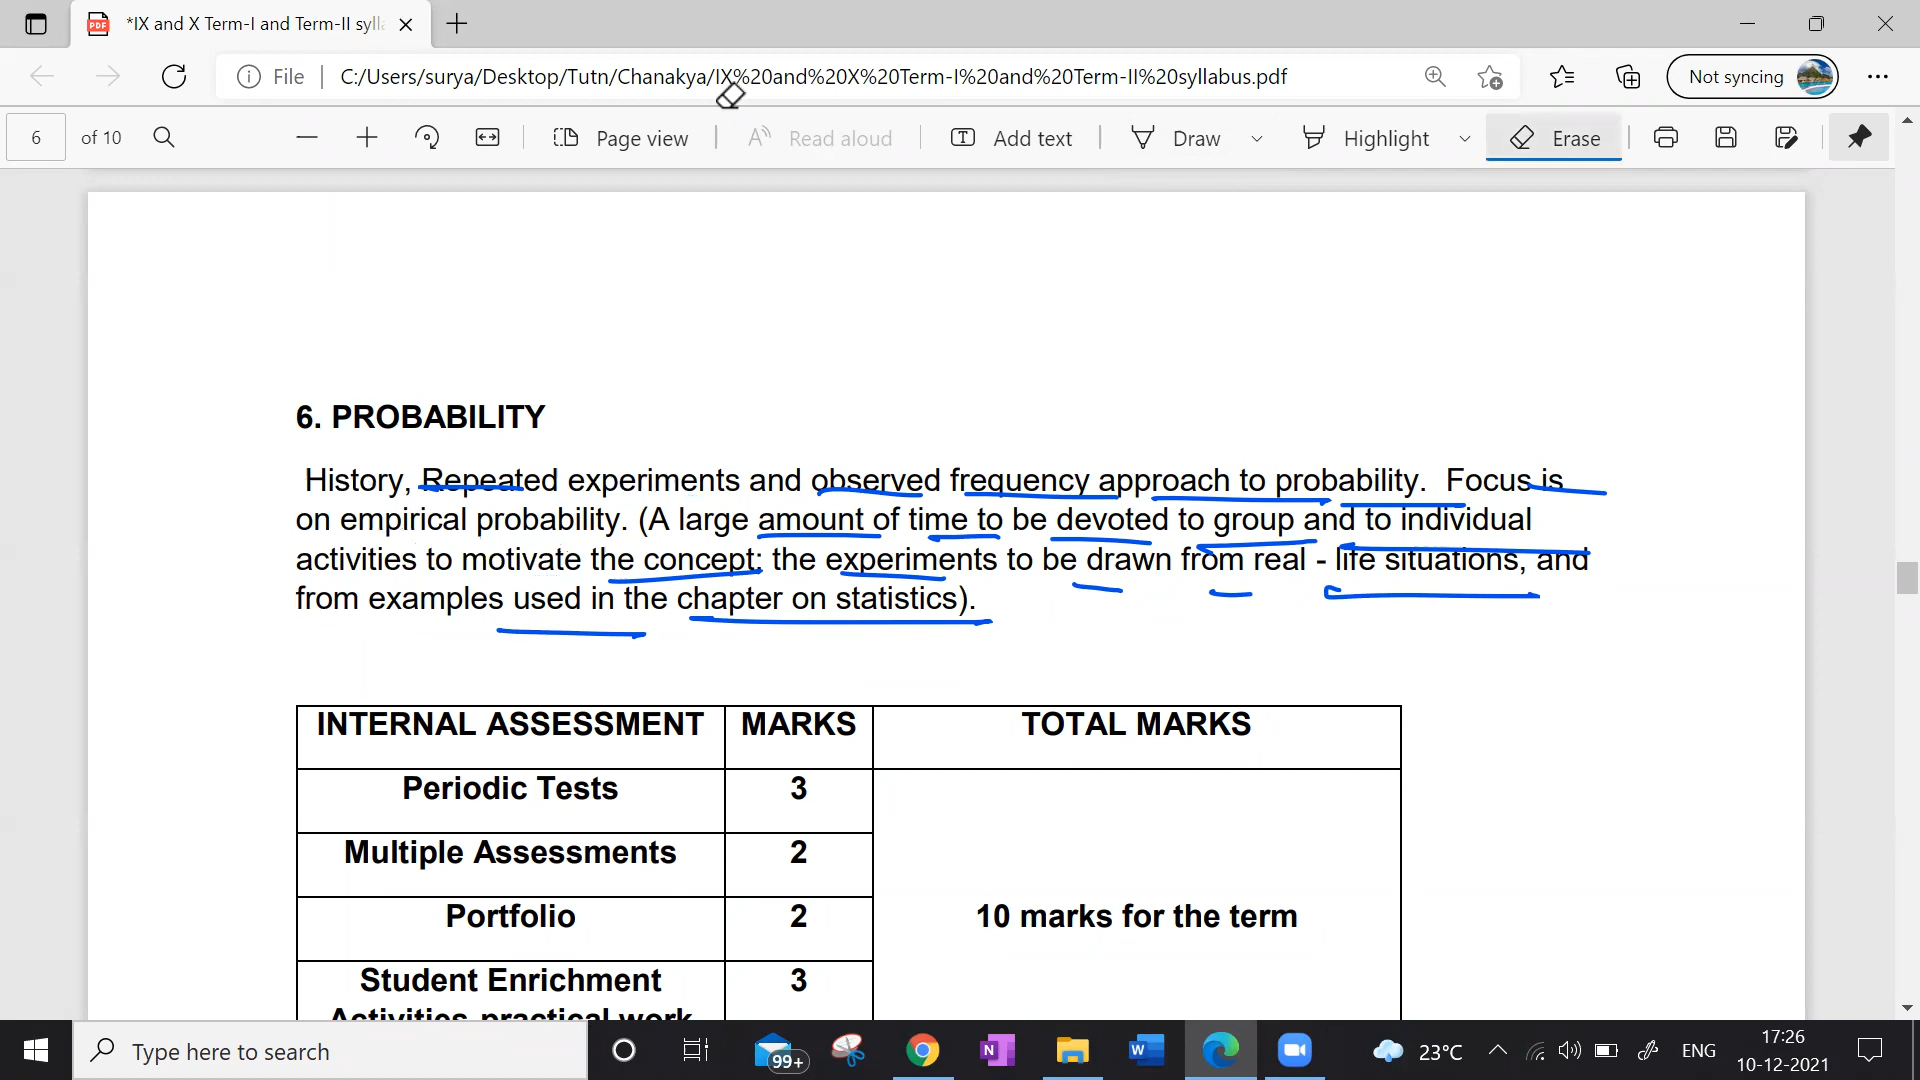 *IX and X Term-I and Term-II sylla
File
C:/Users/surya/Desktop/Tutn/Chanakya/IX%20and%20X%20Term-I%20and%20Term-II%20syllabus.pdf
Not syncing
6 of 10
Page view
Read aloud
Add text
Draw
Highlight
Erase
6. PROBABILITY
History, Repeated experiments and observed frequency approach to probability. Focus is
on empirical probability. (A large amount of time to be devoted to group and to individual
activities to motivate the concept; the experiments to be drawn from real - life situations, and
from examples used in the chapter on statistics).
INTERNAL ASSESSMENT MARKS TOTAL MARKS
Periodic Tests 3
Multiple Assessments 2
Portfolio 2 10 marks for the term
Student Enrichment 3
Activities-practical work
Type here to search
99+
23°C
ENG
17:26
10-12-2021